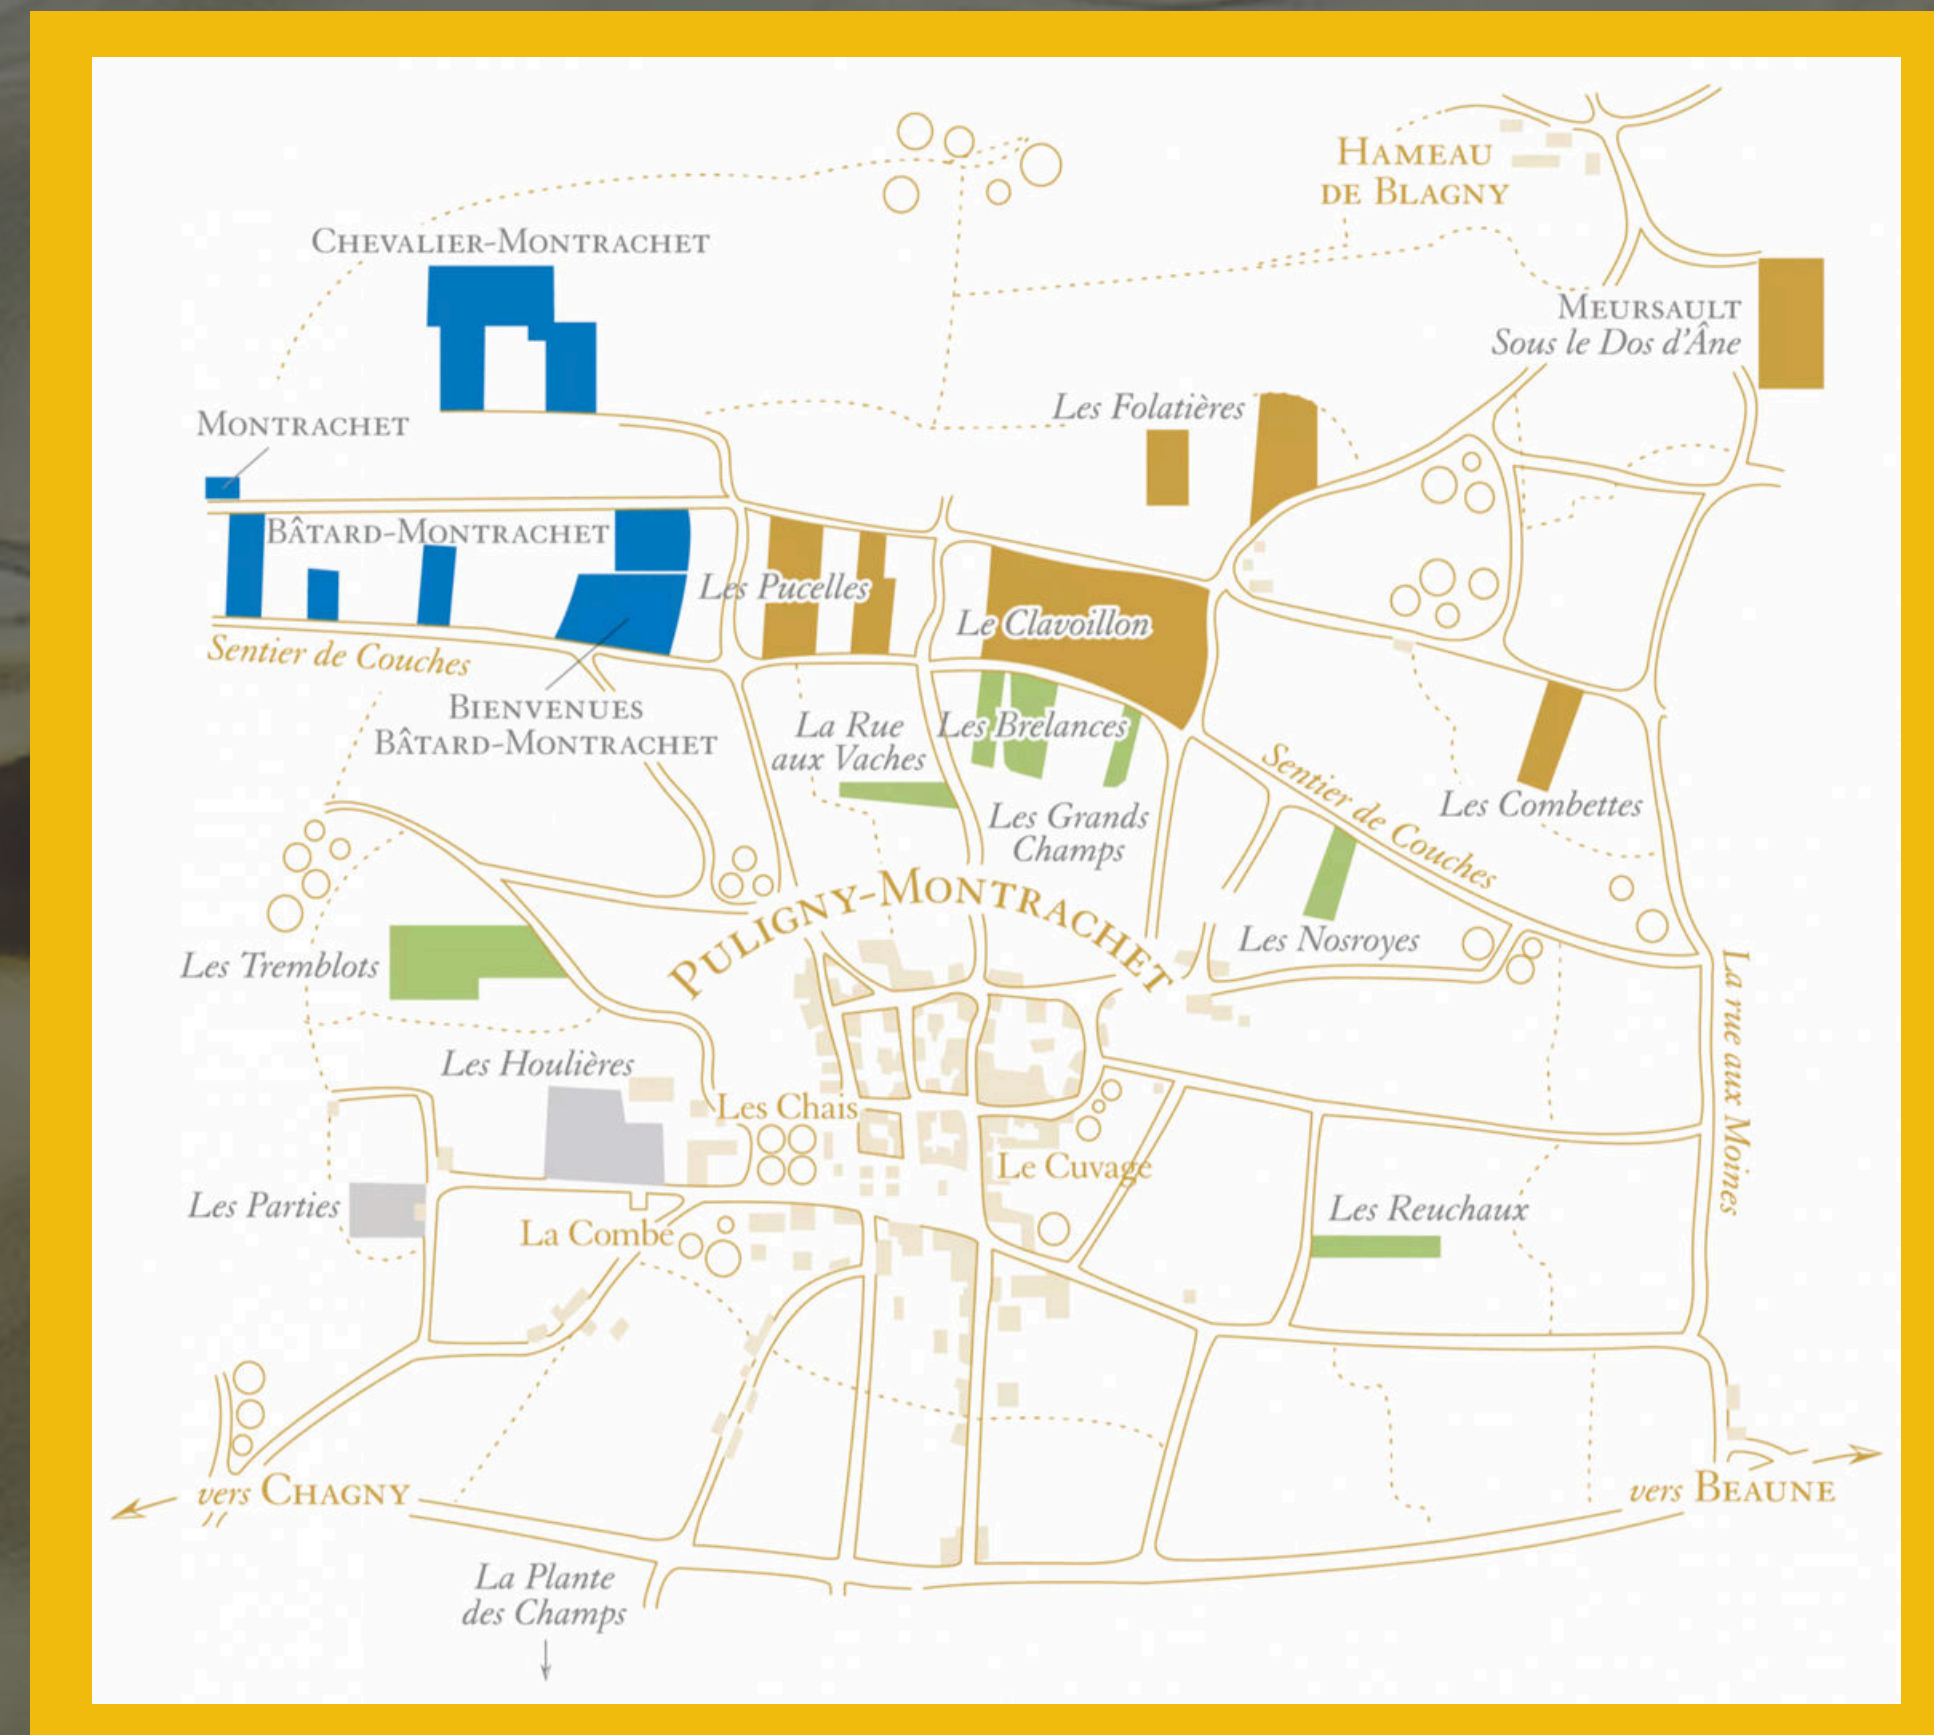 HAMEAU
DE BLAGNY
CHEVALIER-MONTRACHET
MEURSAULT
Sous le Dos d'Âne
Les Folatières
MONTRACHET
BÂTARD-MONTRACHET
Les Pucelles
Le Clavoillon
Sentier de Couches
BIENVENUES
BÂTARD-MONTRACHET
La Rue
aux Vaches
Les Brelances
Les Grands
Champs
Sentier de Couches
Les Combettes
PULIGNY-MONTRACHET
Les Nosroyes
Les Tremblots
La rue aux Moines
Les Houlières
Les Chais
Le Cuvage
Les Parties
La Combe
Les Reuchaux
vers CHAGNY
vers BEAUNE
La Plante
des Champs